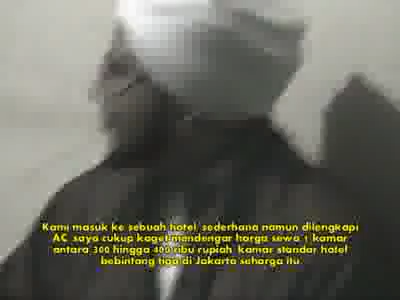 Kami masuk ke sebuah hotel, sederhana namun dilengkapi
AC. saya cukup kaget mendengar harga sewa 1 kamar
antara 300 hingga 400 ribu rupiah. kamar standar hotel
bebintang tiga di Jakarta seharga itu.